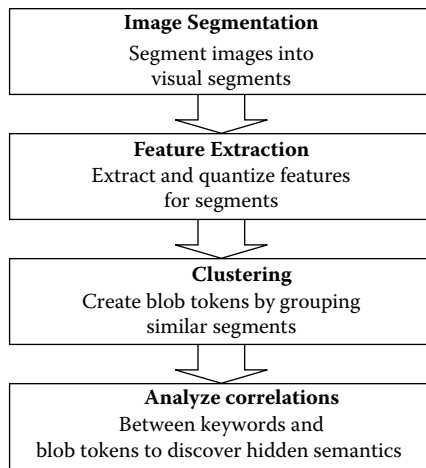 Image Segmentation
Segment images into
visual segments
Feature Extraction
Extract and quantize features
for segments
Clustering
Create blob tokens by grouping
similar segments
Analyze correlations
Between keywords and
blob tokens to discover hidden semantics